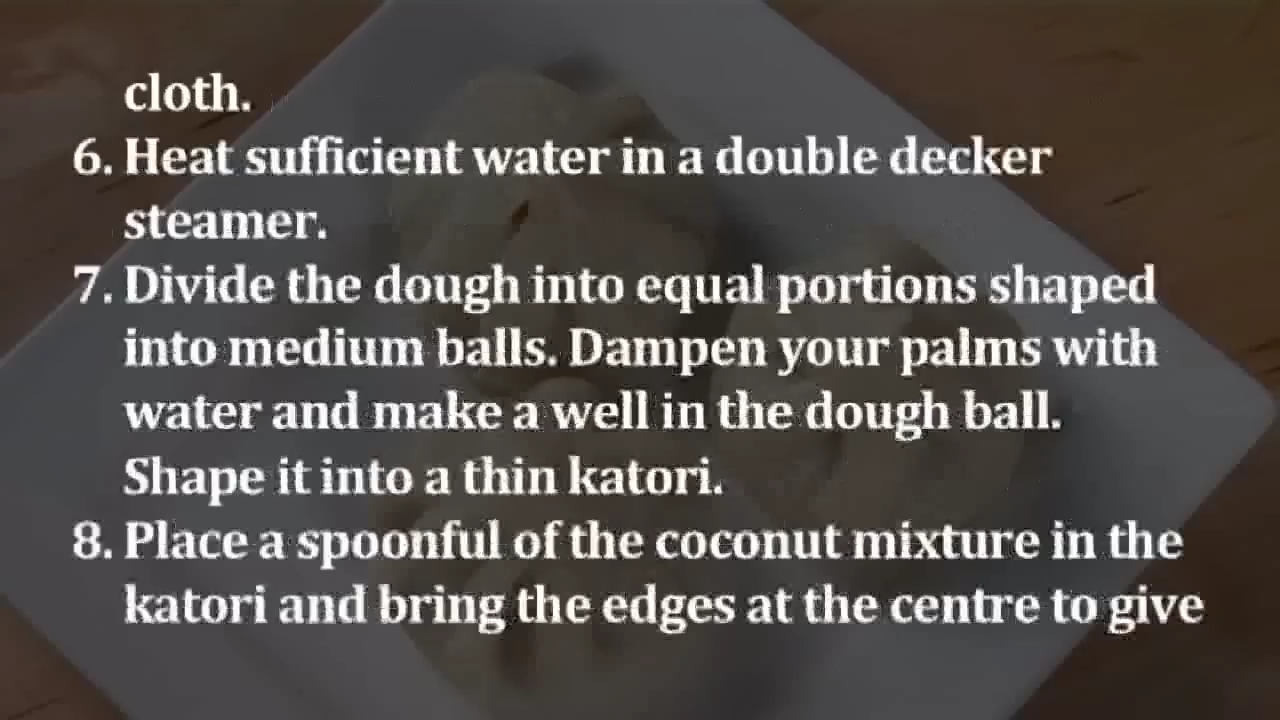 cloth.
6. Heat sufficient water in a double decker
steamer.
7. Divide the dough into equal portions shaped
into medium balls. Dampen your palms with
water and make a well in the dough ball.
Shape it into a thin katori.
8. Place a spoonful of the coconut mixture in the
katori and bring the edges at the centre to give